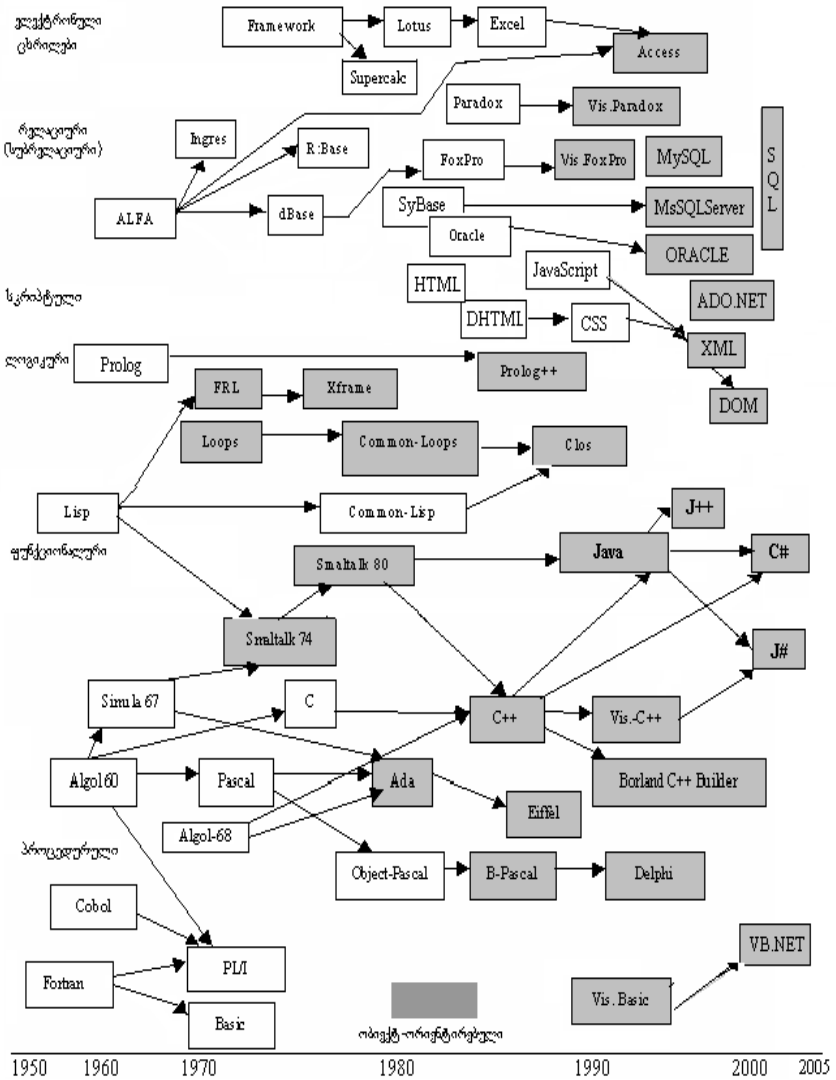 ელექტრონული
ცხრილები
Framework
Lotus
Excel
Access
Supercalc
Paradox
Vis.Paradox
რელაციური
(სუბრელაციური)
Ingres
R:Base
FoxPro
Vis.FoxPro
MySQL
SQL
ALFA
dBase
SyBase
MsSQLServer
Oracle
ORACLE
JavaScript
HTML
სკრიპტული
ADO.NET
DHTML
CSS
XML
ლოგიკური
Prolog
Prolog++
FRL
Xframe
DOM
Loops
Common-Loops
Clos
Lisp
Common-Lisp
J++
ფუნქციონალური
Smaltalk 80
Java
C#
Smaltalk 74
J#
Simula 67
C
C++
Vis.-C++
Algol 60
Pascal
Ada
Borland C++ Builder
Eiffel
Algol-68
პროცედურული
Object-Pascal
B-Pascal
Delphi
Cobol
VB.NET
PL/I
Fortran
Vis. Basic
Basic
ობიექტ-ორიენტირებული
1950 1960 1970 1980 1990 2000 2005